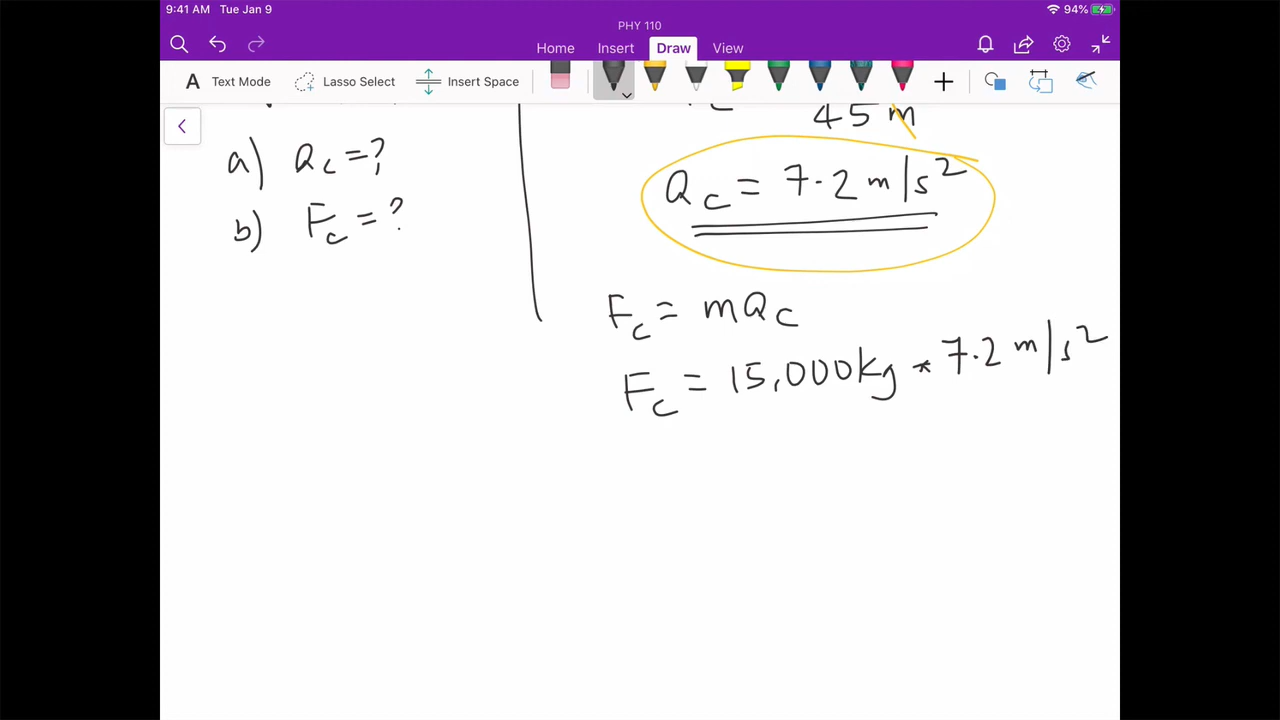 9:41 AM Tue Jan 9
94%
PHY 110
Home Insert Draw View
Text Mode Lasso Select Insert Space
45 m
a) ac = ?
b) Fc = ?
ac = 7.2 m/s²
Fc = mac
Fc = 15,000kg * 7.2 m/s²